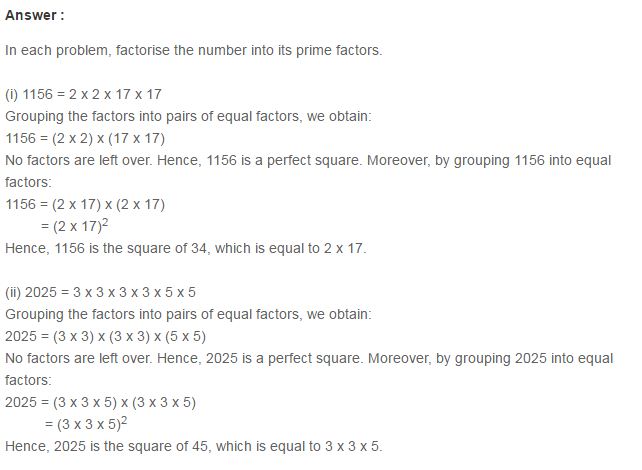 Answer :
In each problem, factorise the number into its prime factors.
(i) 1156 = 2 x 2 x 17 x 17
Grouping the factors into pairs of equal factors, we obtain:
1156 = (2 x 2) x (17 x 17)
No factors are left over. Hence, 1156 is a perfect square. Moreover, by grouping 1156 into equal
factors:
1156 = (2 x 17) x (2 x 17)
= (2 x 17)²
Hence, 1156 is the square of 34, which is equal to 2 x 17.
(ii) 2025 = 3 x 3 x 3 x 3 x 5 x 5
Grouping the factors into pairs of equal factors, we obtain:
2025 = (3 x 3) x (3 x 3) x (5 x 5)
No factors are left over. Hence, 2025 is a perfect square. Moreover, by grouping 2025 into equal
factors:
2025 = (3 x 3 x 5) x (3 x 3 x 5)
= (3 x 3 x 5)²
Hence, 2025 is the square of 45, which is equal to 3 x 3 x 5.